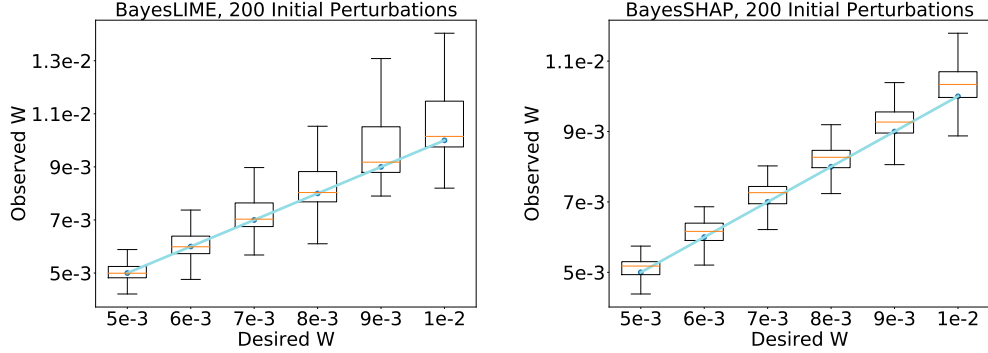 BayesLIME, 200 Initial Perturbations
Observed W
1.3e-2
1.1e-2
9e-3
7e-3
5e-3
5e-3 6e-3 7e-3 8e-3 9e-3 1e-2
Desired W
BayesSHAP, 200 Initial Perturbations
Observed W
1.1e-2
9e-3
7e-3
5e-3
5e-3 6e-3 7e-3 8e-3 9e-3 1e-2
Desired W